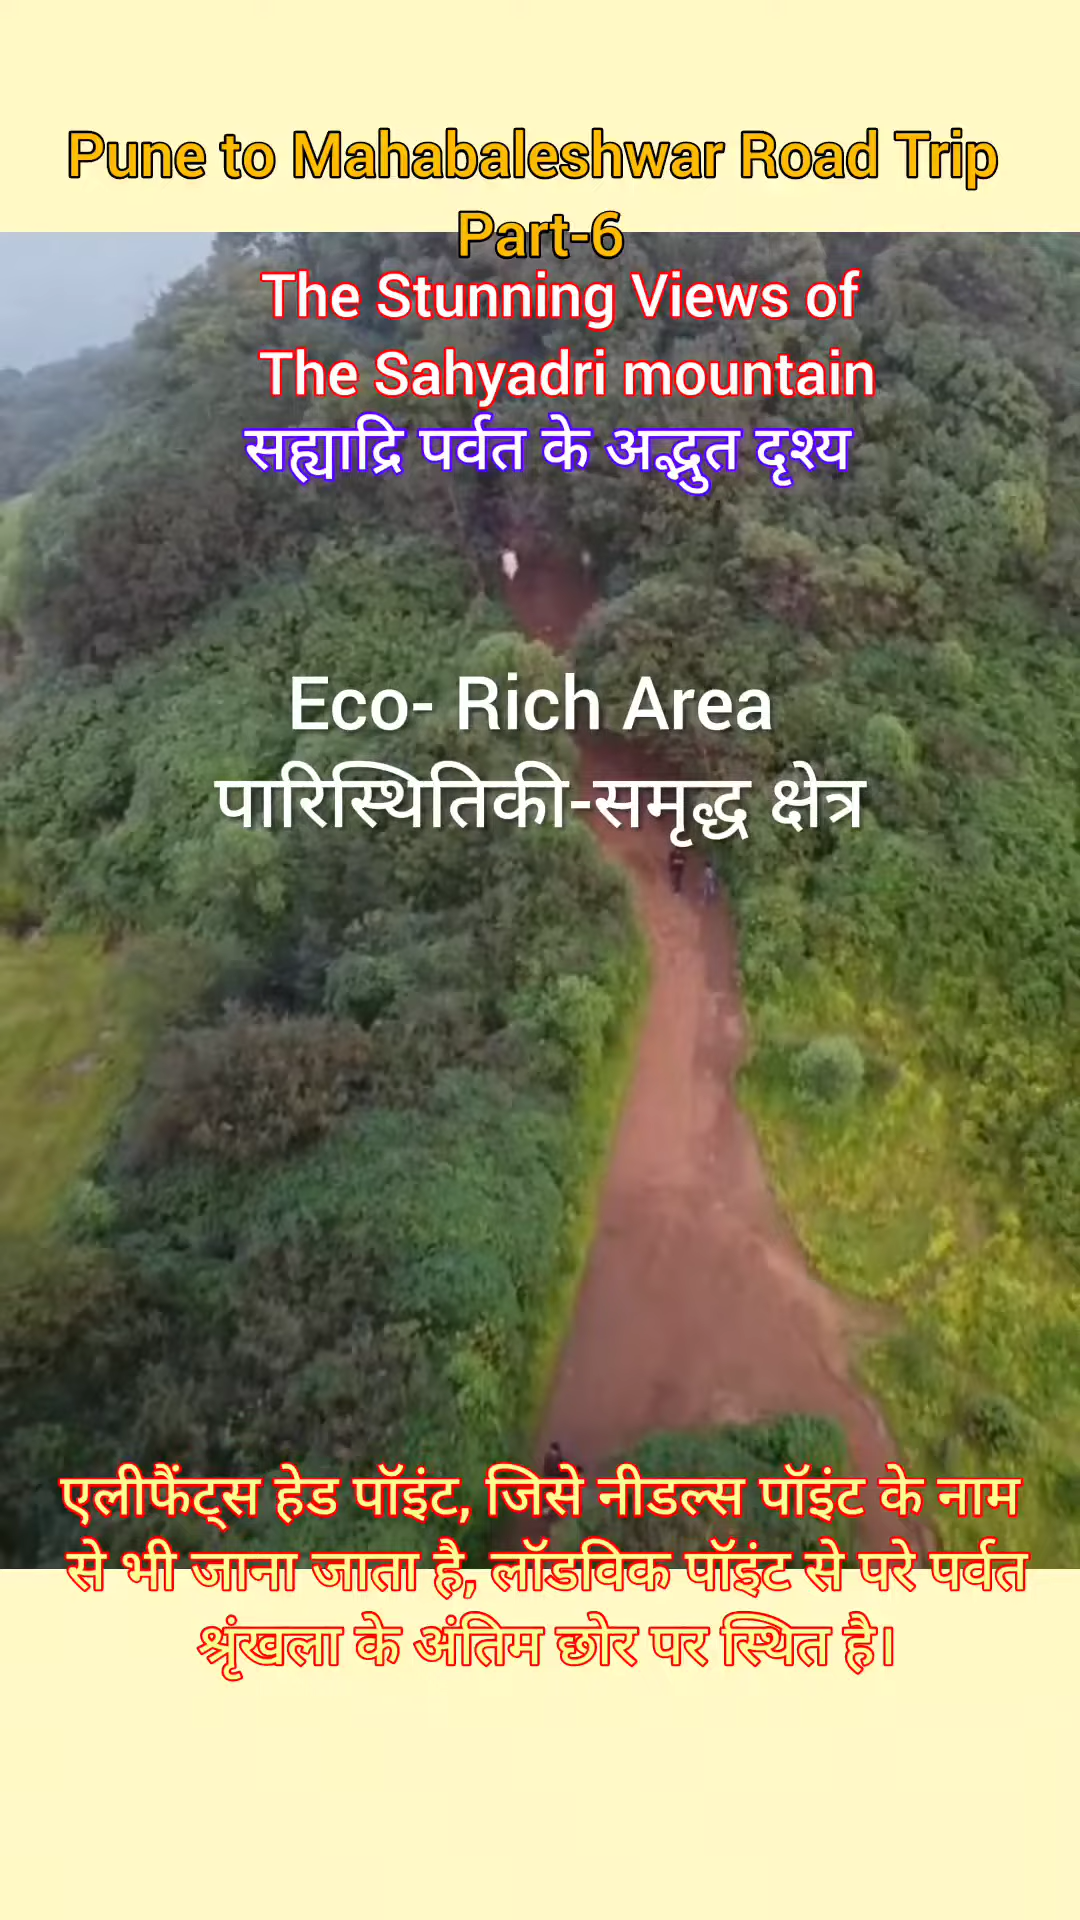 Pune to Mahabaleshwar Road Trip
Part-6
The Stunning Views of
The Sahyadri mountain
सह्याद्रि पर्वत के अद्भुत दृश्य
Eco- Rich Area
पारिस्थितिकी-समृद्ध क्षेत्र
एलीफैंट्स हेड पॉइंट, जिसे नीडल्स पॉइंट के नाम
से भी जाना जाता है, लॉडविक पॉइंट से परे पर्वत
श्रृंखला के अंतिम छोर पर स्थित है।